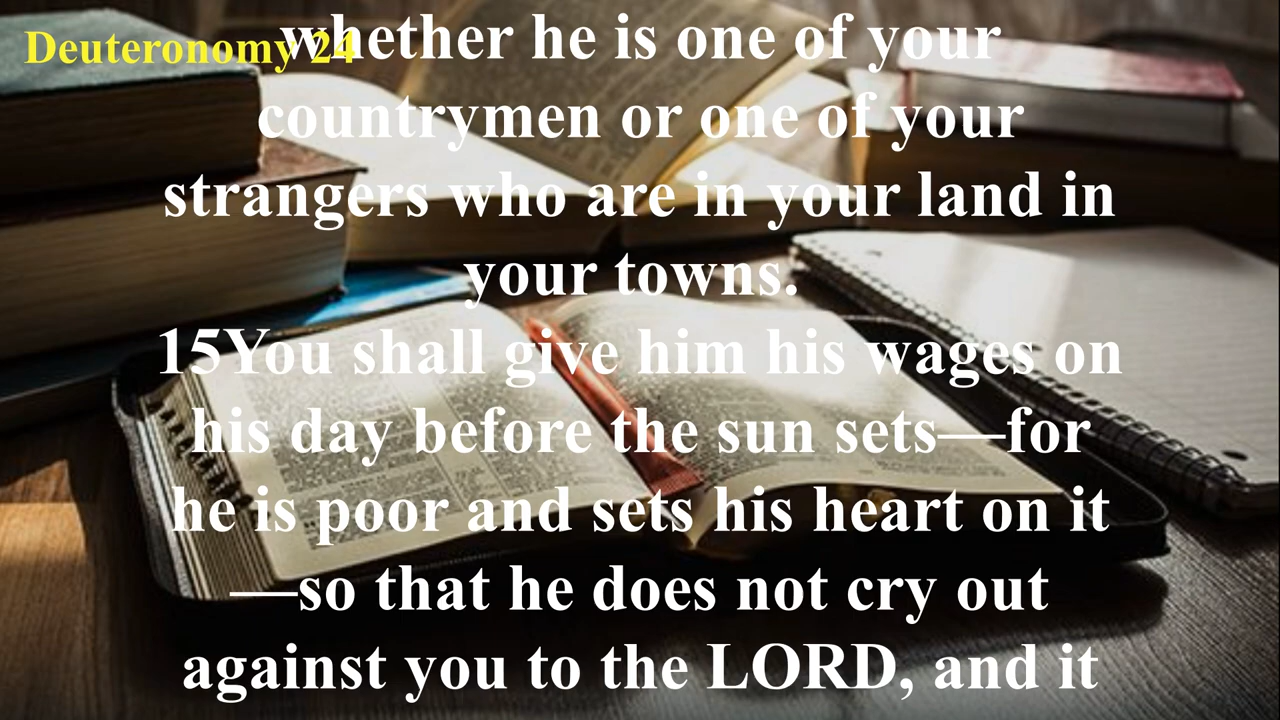 Deuteronomy 24
whether he is one of your
countrymen or one of your
strangers who are in your land in
your towns.
15You shall give him his wages on
his day before the sun sets—for
he is poor and sets his heart on it
—so that he does not cry out
against you to the LORD, and it